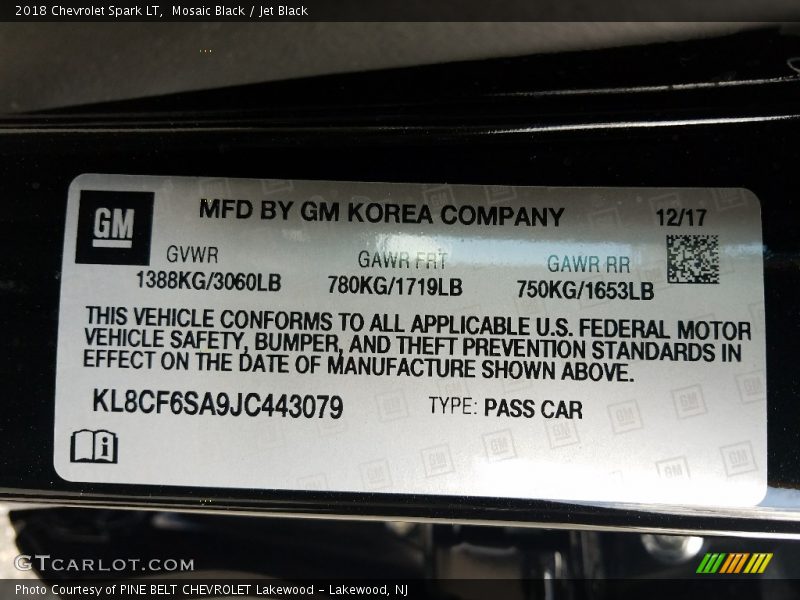 2018 Chevrolet Spark LT,  Mosaic Black / Jet Black
GM
MFD BY GM KOREA COMPANY 12/17
GVWR GAWR FRT GAWR RR
1388KG/3060LB 780KG/1719LB 750KG/1653LB
THIS VEHICLE CONFORMS TO ALL APPLICABLE U.S. FEDERAL MOTOR
VEHICLE SAFETY, BUMPER, AND THEFT PREVENTION STANDARDS IN
EFFECT ON THE DATE OF MANUFACTURE SHOWN ABOVE.
KL8CF6SA9JC443079 TYPE: PASS CAR
GTCARLOT.COM
Photo Courtesy of PINE BELT CHEVROLET Lakewood - Lakewood, NJ